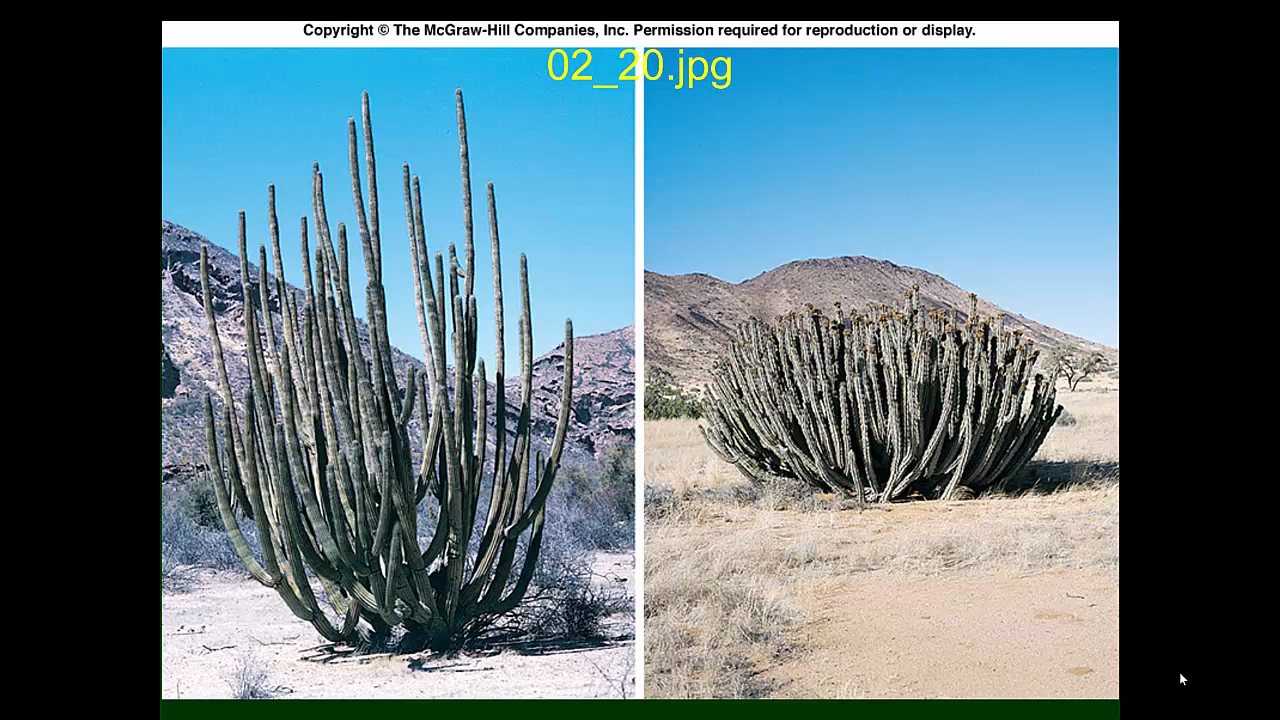 Copyright © The McGraw-Hill Companies, Inc. Permission required for reproduction or display.
02_20.jpg